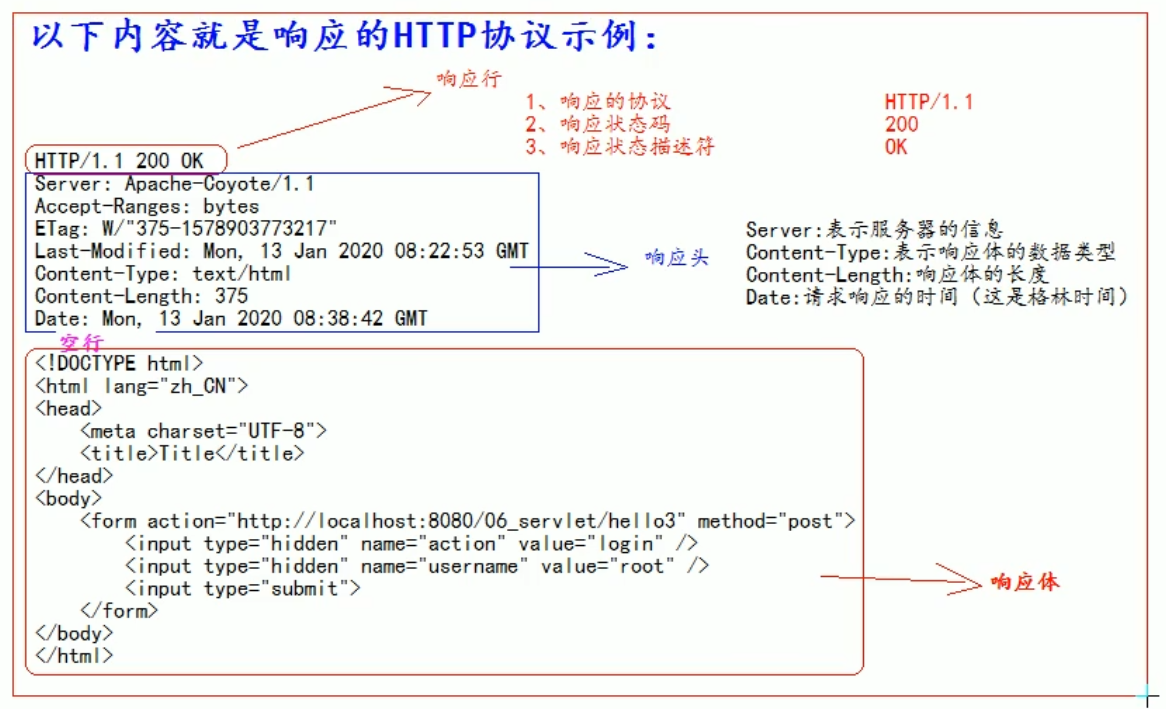 以下内容就是响应的HTTP协议示例：
响应行
1、响应的协议 HTTP/1.1
2、响应状态码 200
3、响应状态描述符 OK
HTTP/1.1 200 OK
Server: Apache-Coyote/1.1
Accept-Ranges: bytes
ETag: W/"375-1578903773217"
Last-Modified: Mon, 13 Jan 2020 08:22:53 GMT
Content-Type: text/html
Content-Length: 375
Date: Mon, 13 Jan 2020 08:38:42 GMT
响应头
Server:表示服务器的信息
Content-Type:表示响应体的数据类型
Content-Length:响应体的长度
Date:请求响应的时间（这是格林时间）
空行
<!DOCTYPE html>
<html lang="zh_CN">
<head>
    <meta charset="UTF-8">
    <title>Title</title>
</head>
<body>
    <form action="http://localhost:8080/06_servlet/hello3" method="post">
        <input type="hidden" name="action" value="login" />
        <input type="hidden" name="username" value="root" />
        <input type="submit">
    </form>
</body>
</html>
响应体